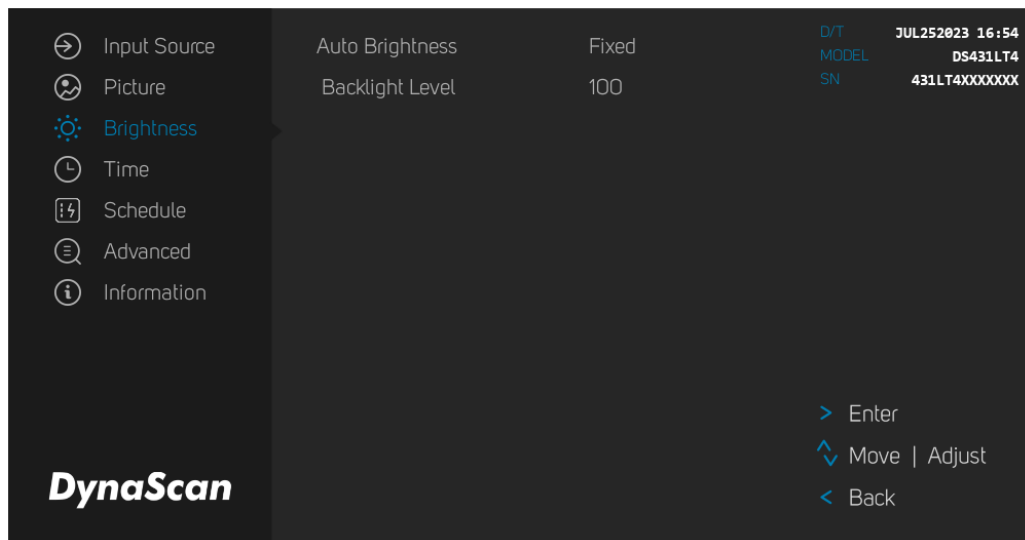 Input Source
Picture
Brightness
Time
Schedule
Advanced
Information
DynaScan
Auto Brightness Fixed
Backlight Level 100
D/T JUL252023 16:54
MODEL DS431LT4
SN 431LT4XXXXXXX
> Enter
Move | Adjust
< Back